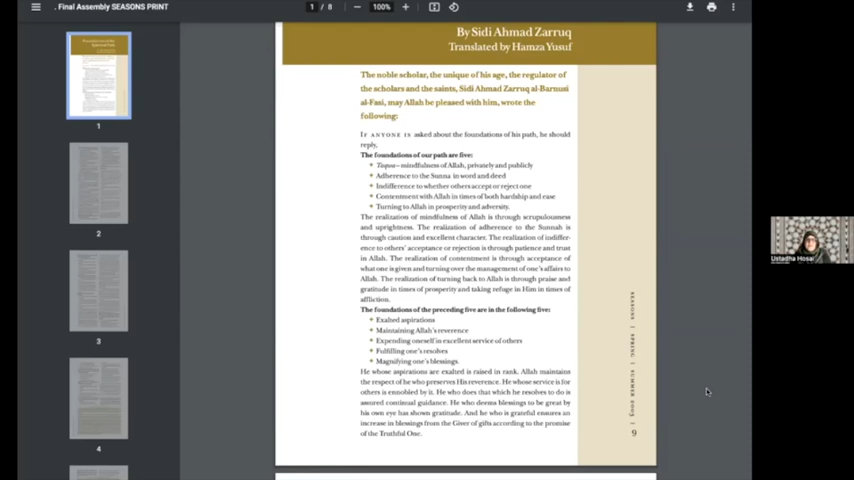 . Final Assembly SEASONS PRINT
1 / 8
100%
By Sidi Ahmad Zarruq
Translated by Hamza Yusuf
The noble scholar, the unique of his age, the regulator of
the scholars and the saints, Sidi Ahmad Zarruq al-Barnusi
al-Fasi, may Allah be pleased with him, wrote the
following:
IF ANYONE IS asked about the foundations of his path, he should
reply,
The foundations of our path are five:
Taqwa—mindfulness of Allah, privately and publicly
Adherence to the Sunna in word and deed
Indifference to whether others accept or reject one
Contentment with Allah in times of both hardship and ease
Turning to Allah in prosperity and adversity.
The realization of mindfulness of Allah is through scrupulousness
and uprightness. The realization of adherence to the Sunnah is
through caution and excellent character. The realization of indiffer-
ence to others' acceptance or rejection is through patience and trust
in Allah. The realization of contentment is through acceptance of
what one is given and turning over the management of one's affairs to
Allah. The realization of turning back to Allah is through praise and
gratitude in times of prosperity and taking refuge in Him in times of
affliction.
The foundations of the preceding five are in the following five:
Exalted aspirations
Maintaining Allah's reverence
Expending oneself in excellent service of others
Fulfilling one's resolves
Magnifying one's blessings.
He whose aspirations are exalted is raised in rank. Allah maintains
the respect of he who preserves His reverence. He whose service is for
others is ennobled by it. He who does that which he resolves to do is
assured continual guidance. He who deems blessings to be great by
his own eye has shown gratitude. And he who is grateful ensures an
increase in blessings from the Giver of gifts according to the promise
of the Truthful One.
SEASONS | SPRING | SUMMER 2005 |
9
1
2
3
4
Ustadha Hosai